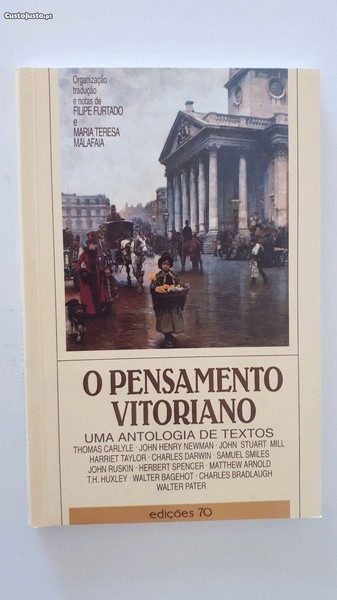 CustoJusto.pt
Organização
tradução
e notas de
FILIPE FURTADO
e
MARIA TERESA
MALAFAIA
O PENSAMENTO
VITORIANO
UMA ANTOLOGIA DE TEXTOS
THOMAS CARLYLE · JOHN HENRY NEWMAN · JOHN STUART MILL
HARRIET TAYLOR · CHARLES DARWIN · SAMUEL SMILES
JOHN RUSKIN · HERBERT SPENCER · MATTHEW ARNOLD
T.H. HUXLEY · WALTER BAGEHOT · CHARLES BRADLAUGH
WALTER PATER
edições 70